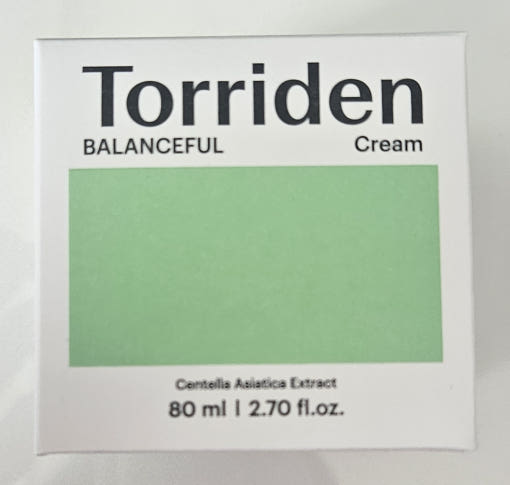 Torriden
BALANCEFUL Cream
Centella Asiatica Extract
80 ml | 2.70 fl.oz.